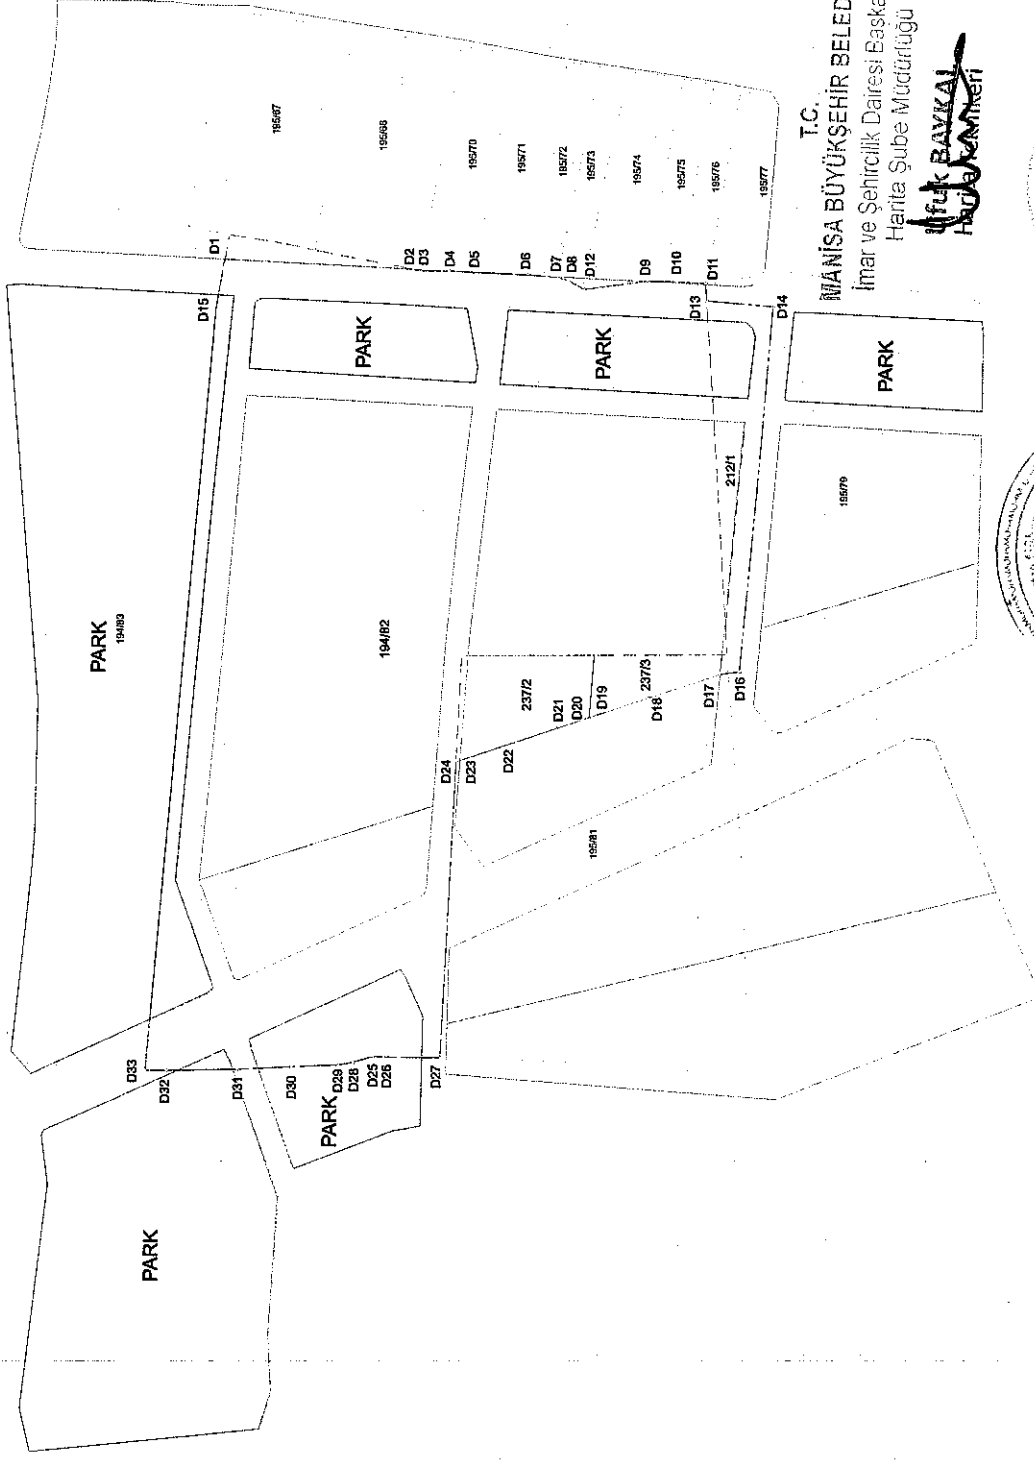 T.C.
MANİSA BÜYÜKŞEHİR BELED
İmar ve Şehircilik Dairesi Başka
Harita Şube Müdürlüğü
Ufuk BAYKAL
Harita Teknikeri
195/67
195/68
195/70
195/71
195/72
195/73
195/74
195/75
195/76
195/77
D1
D2
D3
D4
D5
D6
D7
D8
D12
D9
D10
D11
D15
D13
D14
PARK
PARK
PARK
212/1
195/79
PARK
194/83
194/82
237/2
237/3
D21
D20
D19
D18
D17
D16
D24
D23
D22
195/81
D33
D32
D31
D30
D29
D28
D25
D26
D27
PARK
PARK